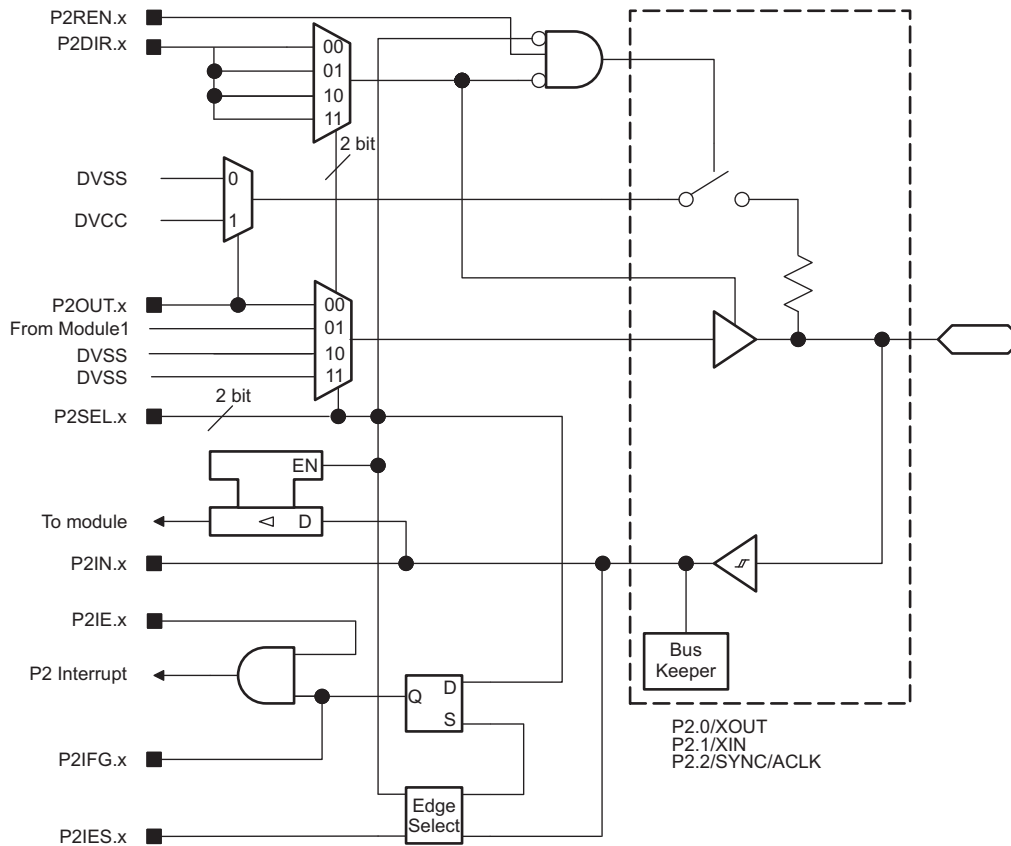 P2REN.x
P2DIR.x
00
01
10
11
2 bit
DVSS
0
DVCC
1
P2OUT.x
00
From Module1
01
DVSS
10
DVSS
11
2 bit
P2SEL.x
EN
To module
D
P2IN.x
P2IE.x
Bus
Keeper
P2 Interrupt
Q
D
S
P2IFG.x
P2.0/XOUT
P2.1/XIN
P2.2/SYNC/ACLK
Edge
Select
P2IES.x